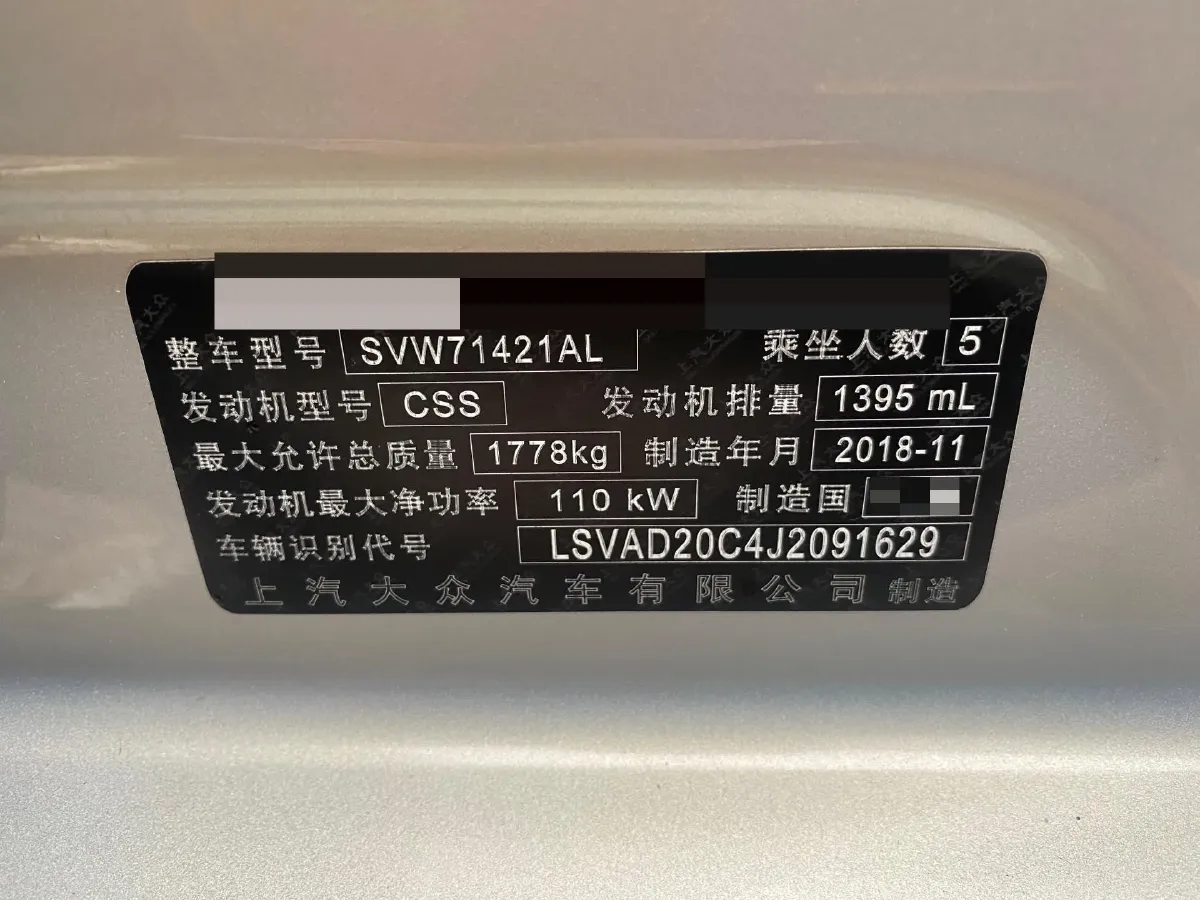 整车型号 SVW71421AL 乘坐人数 5
发动机型号 CSS 发动机排量 1395 mL
最大允许总质量 1778kg 制造年月 2018-11
发动机最大净功率 110 kW 制造国
车辆识别代号 LSVAD20C4J2091629
上汽大众汽车有限公司 制造